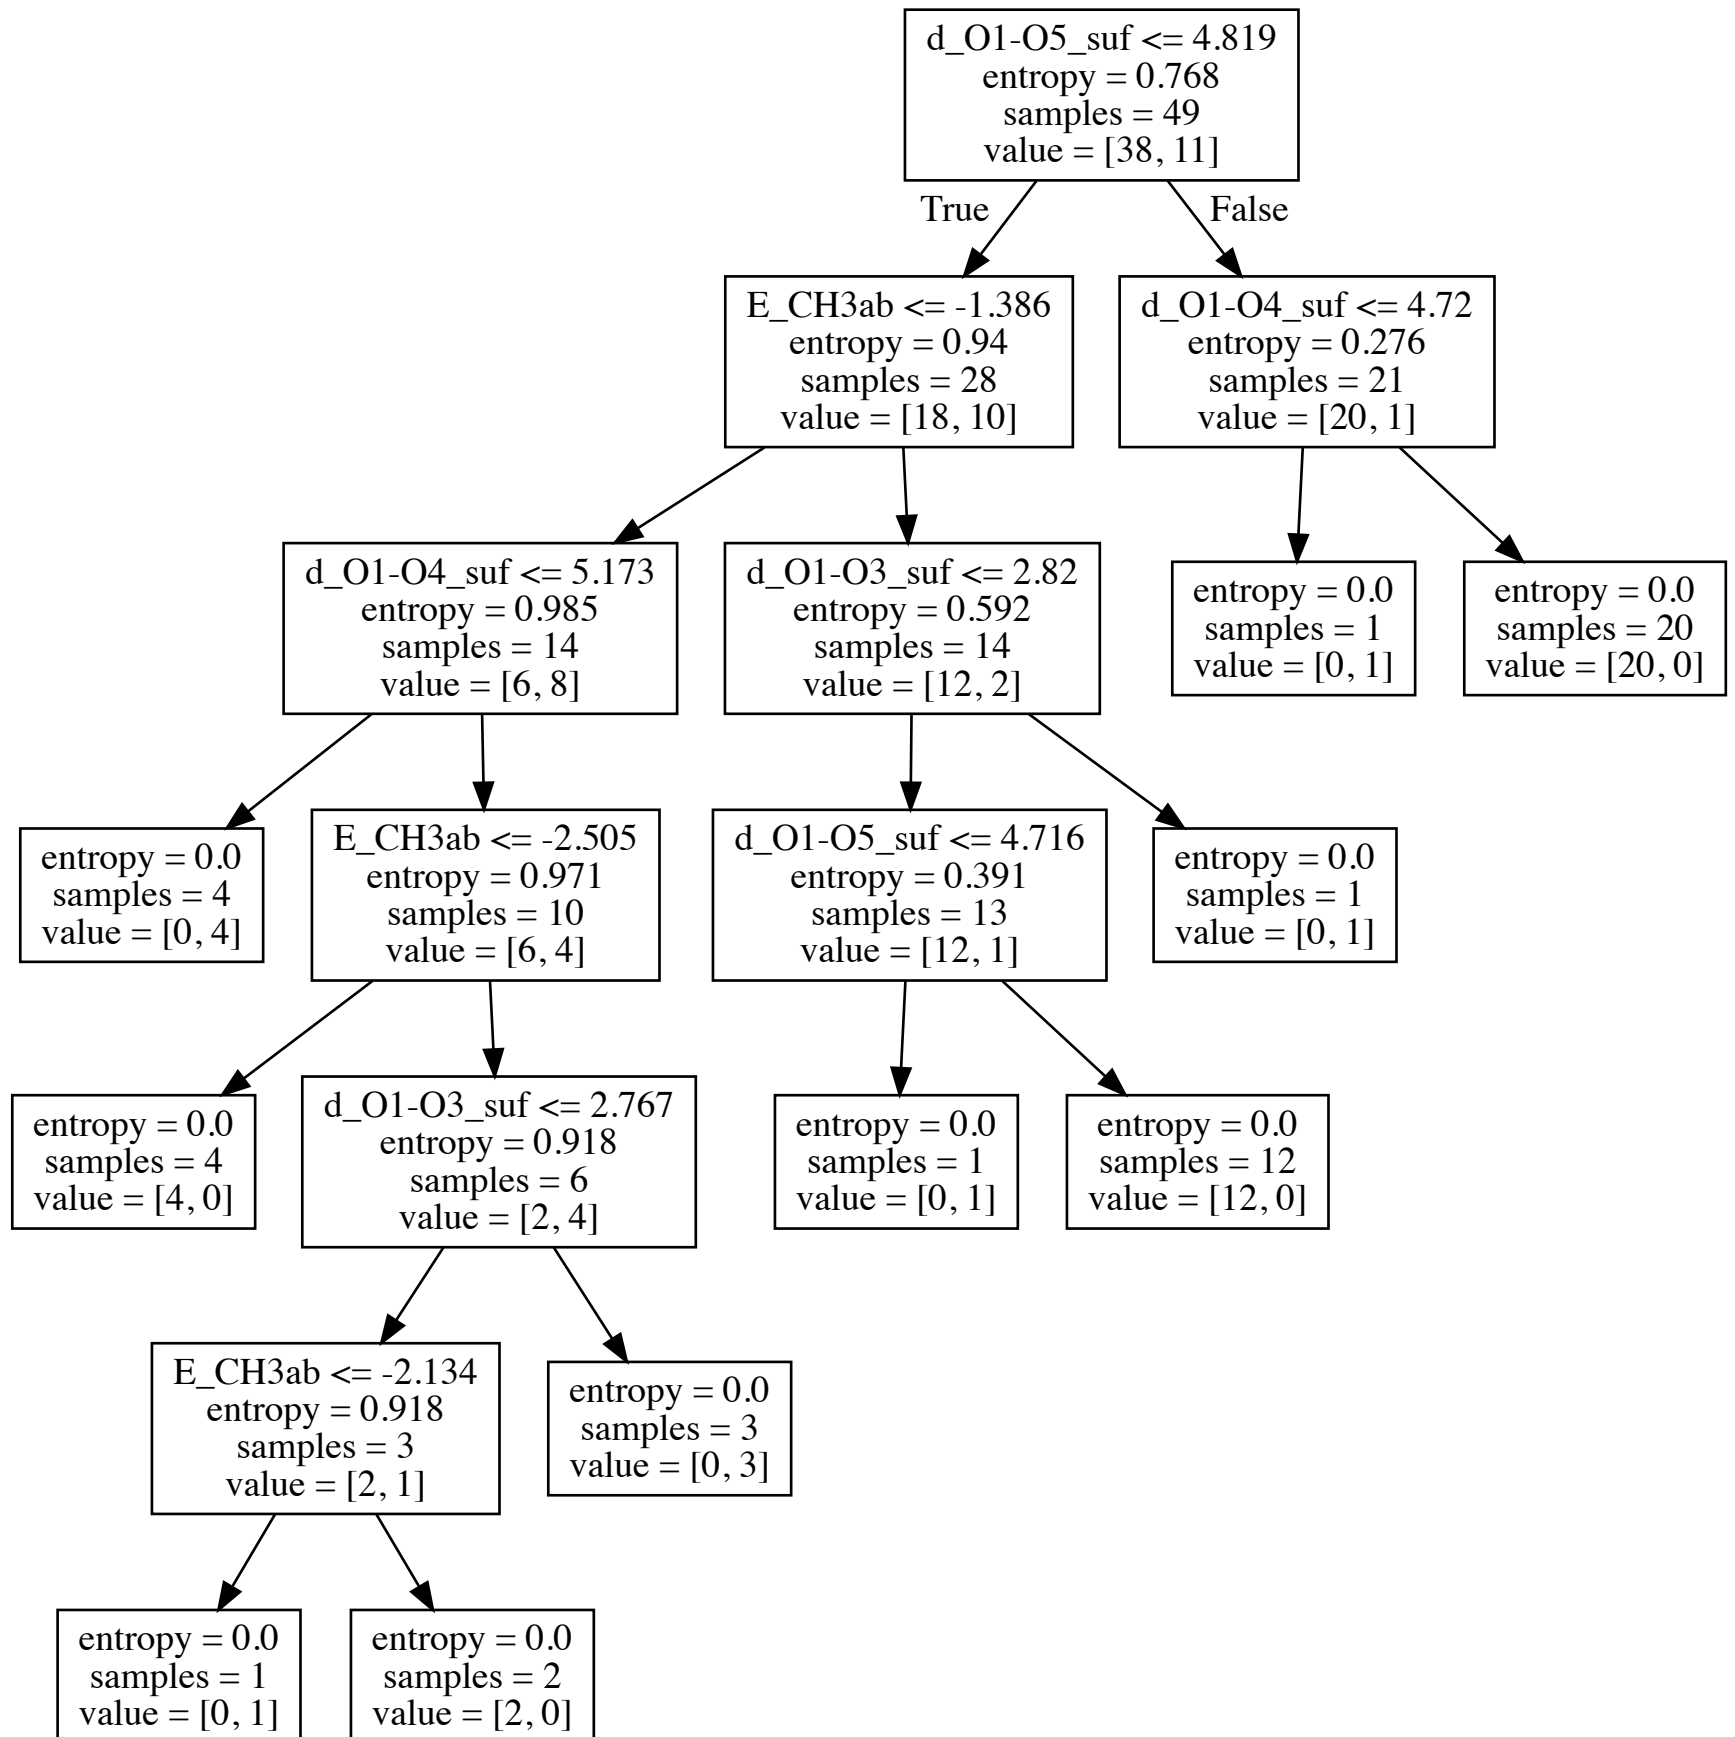 d_O1-O5_suf <= 4.819
entropy = 0.768
samples = 49
value = [38, 11]
True
False
E_CH3ab <= -1.386
entropy = 0.94
samples = 28
value = [18, 10]
d_O1-O4_suf <= 4.72
entropy = 0.276
samples = 21
value = [20, 1]
d_O1-O4_suf <= 5.173
entropy = 0.985
samples = 14
value = [6, 8]
d_O1-O3_suf <= 2.82
entropy = 0.592
samples = 14
value = [12, 2]
entropy = 0.0
samples = 1
value = [0, 1]
entropy = 0.0
samples = 20
value = [20, 0]
entropy = 0.0
samples = 4
value = [0, 4]
E_CH3ab <= -2.505
entropy = 0.971
samples = 10
value = [6, 4]
d_O1-O5_suf <= 4.716
entropy = 0.391
samples = 13
value = [12, 1]
entropy = 0.0
samples = 1
value = [0, 1]
entropy = 0.0
samples = 4
value = [4, 0]
d_O1-O3_suf <= 2.767
entropy = 0.918
samples = 6
value = [2, 4]
entropy = 0.0
samples = 1
value = [0, 1]
entropy = 0.0
samples = 12
value = [12, 0]
E_CH3ab <= -2.134
entropy = 0.918
samples = 3
value = [2, 1]
entropy = 0.0
samples = 3
value = [0, 3]
entropy = 0.0
samples = 1
value = [0, 1]
entropy = 0.0
samples = 2
value = [2, 0]